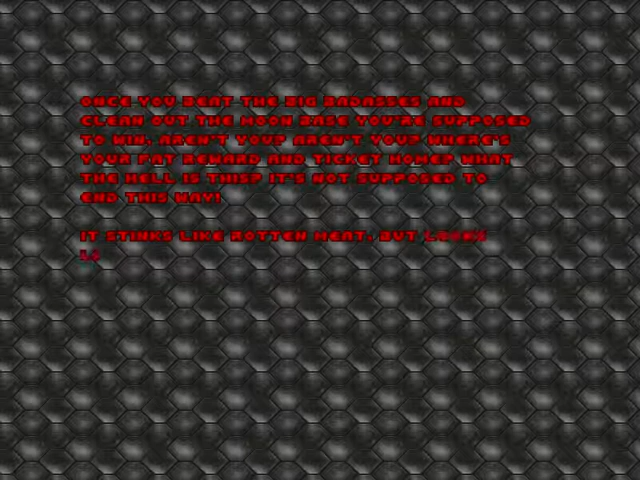 ONCE YOU BEAT THE BIG BADASSES AND
CLEAN OUT THE MOON BASE YOU'RE SUPPOSED
TO WIN, AREN'T YOU? AREN'T YOU? WHERE'S
YOUR FAT REWARD AND TICKET HOME? WHAT
THE HELL IS THIS? IT'S NOT SUPPOSED TO
END THIS WAY!
IT STINKS LIKE ROTTEN MEAT, BUT LOOKS
LI